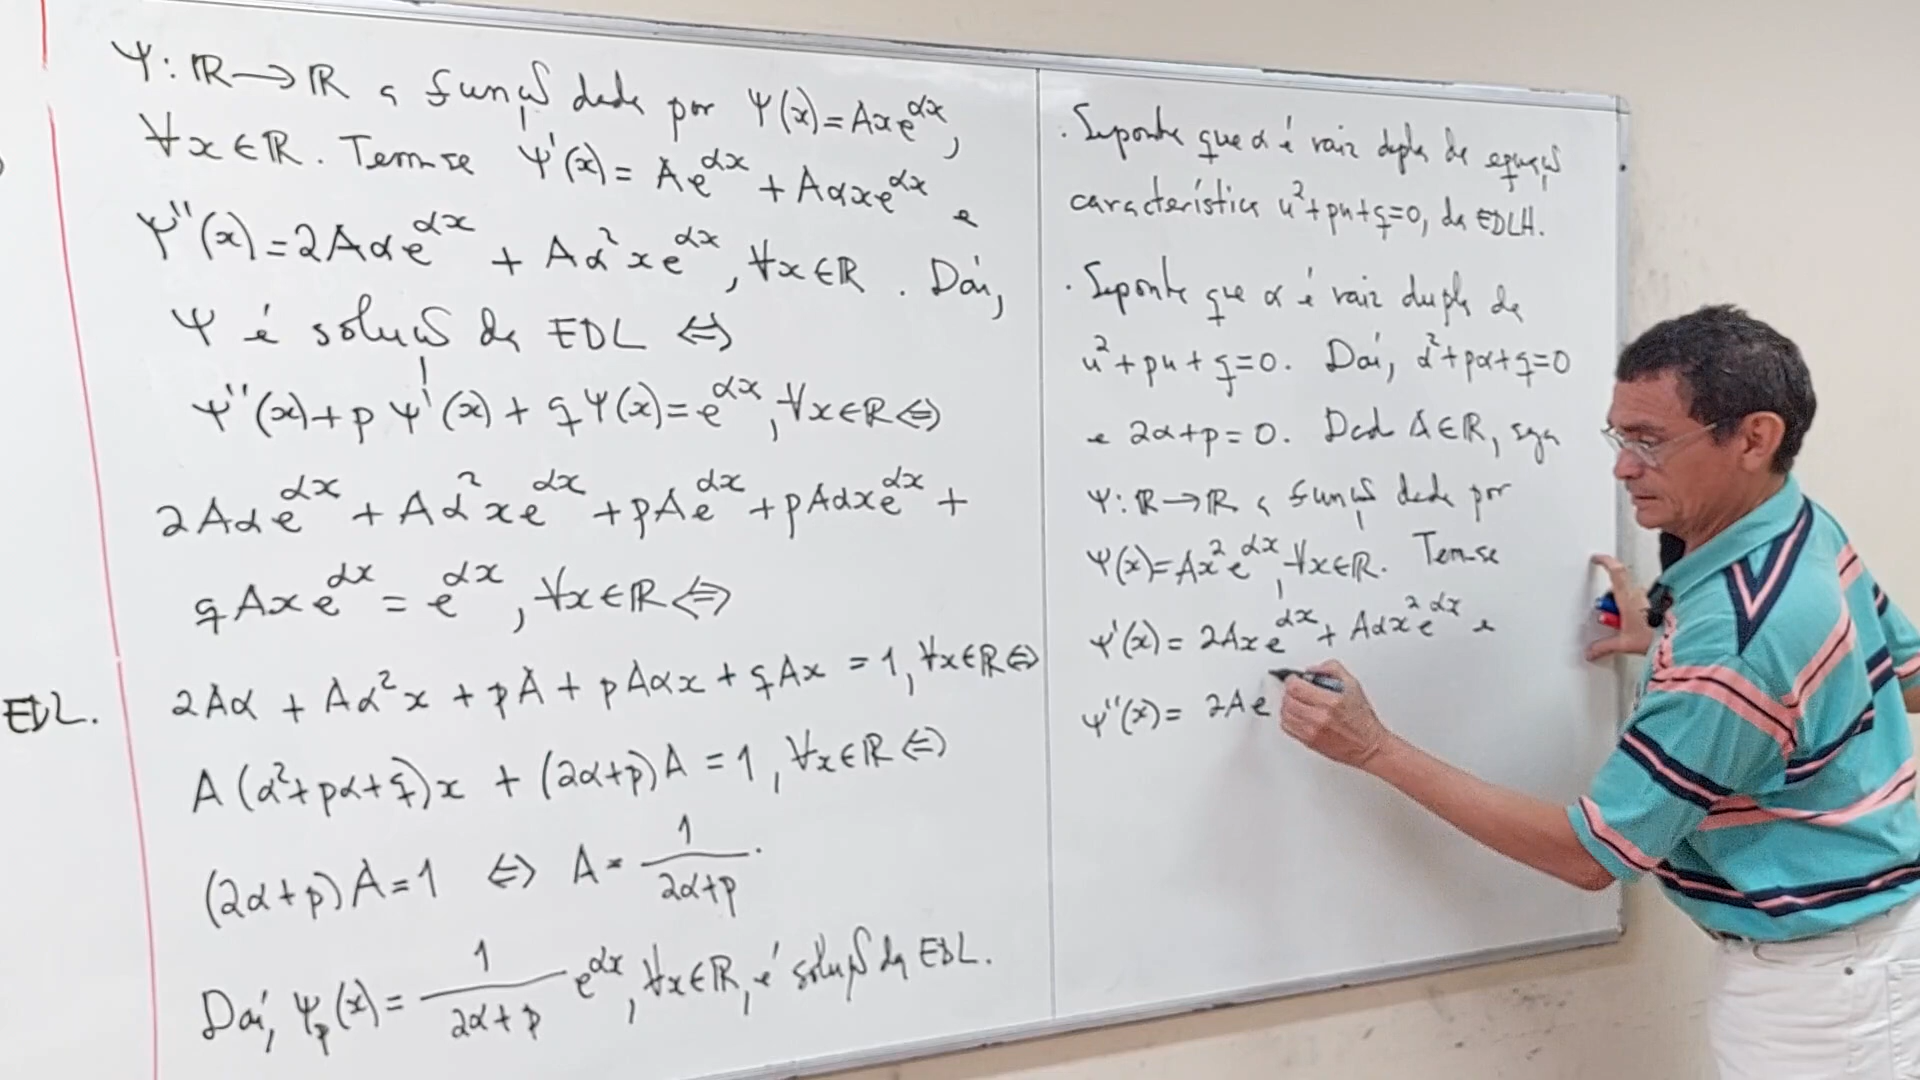 Ψ: ℝ → ℝ a função dada por Ψ(x) = Axe^{αx},
∀x ∈ ℝ. Tem-se Ψ'(x) = Ae^{αx} + Aαxe^{αx} e
Ψ''(x) = 2Aαe^{αx} + Aα²xe^{αx}, ∀x ∈ ℝ. Daí,
Ψ é solução da EDL ⇔
Ψ''(x) + pΨ'(x) + qΨ(x) = e^{αx}, ∀x ∈ ℝ ⇔
2Aαe^{αx} + Aα²xe^{αx} + pAe^{αx} + pAαxe^{αx} +
qAxe^{αx} = e^{αx}, ∀x ∈ ℝ ⇔
2Aα + Aα²x + pA + pAαx + qAx = 1, ∀x ∈ ℝ ⇔
EDL.
A(α² + pα + q)x + (2α + p)A = 1, ∀x ∈ ℝ ⇔
(2α + p)A = 1 ⇔ A = 1/(2α + p).
Daí, Ψ_p(x) = 1/(2α + p) e^{αx}, ∀x ∈ ℝ, é solução da EDL.
. Suponha que α é raiz dupla da equação
característica u² + pu + q = 0, da EDLH.
. Suponha que α é raiz dupla de
u² + pu + q = 0. Daí, α² + pα + q = 0
e 2α + p = 0. Dado A ∈ ℝ, seja
Ψ: ℝ → ℝ a função dada por
Ψ(x) = Ax²e^{αx}, ∀x ∈ ℝ. Tem-se
Ψ'(x) = 2Axe^{αx} + Aαx²e^{αx} e
Ψ''(x) = 2Ae